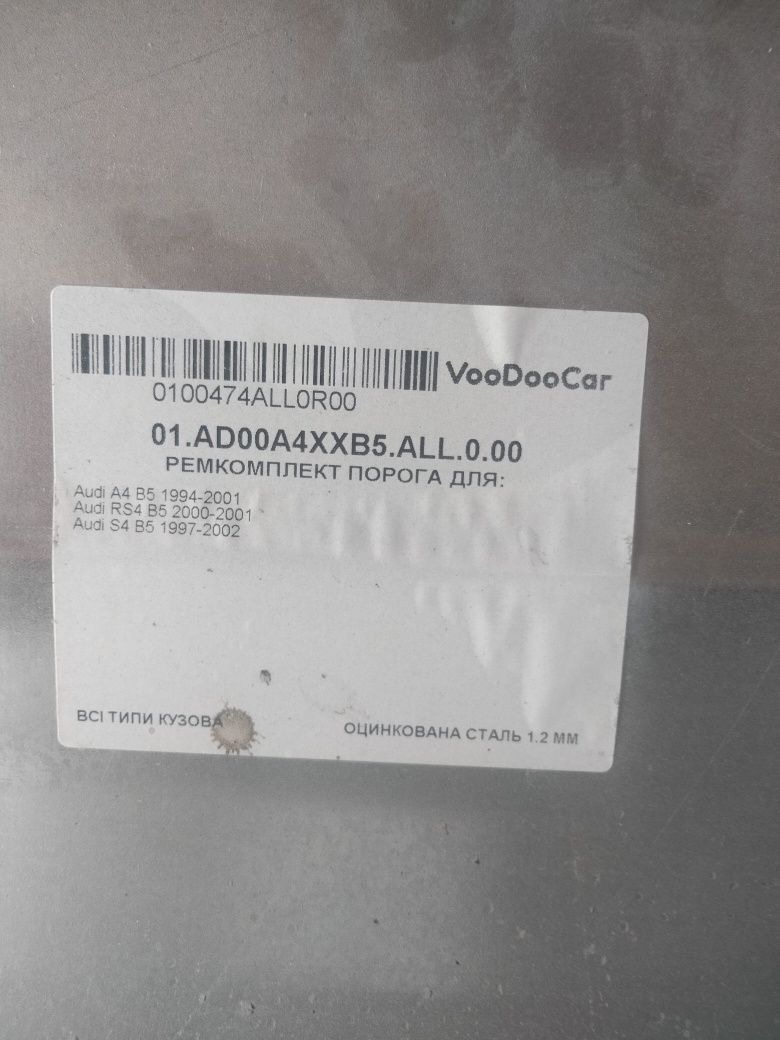 VooDooCar
0100474ALL0R00
01.AD00A4XXB5.ALL.0.00
РЕМКОМПЛЕКТ ПОРОГА ДЛЯ:
Audi A4 B5 1994-2001
Audi RS4 B5 2000-2001
Audi S4 B5 1997-2002
ВСІ ТИПИ КУЗОВА
ОЦИНКОВАНА СТАЛЬ 1.2 ММ